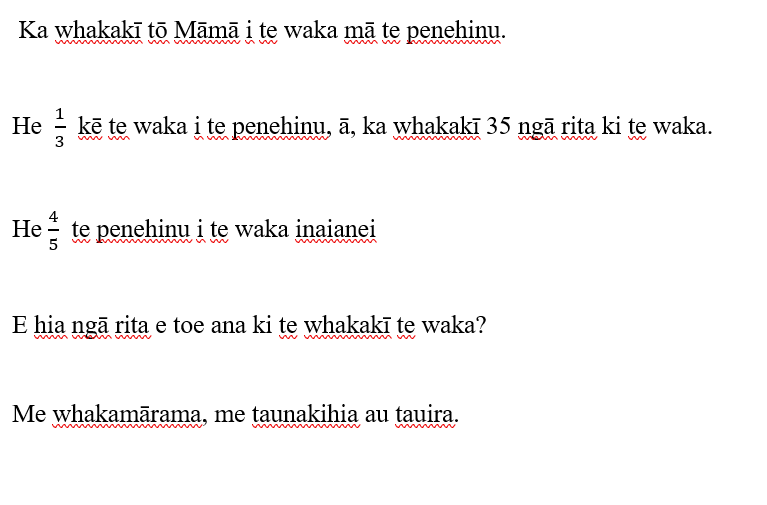 Ka whakakī tō Māmā i te waka mā te penehinu.
He 1/3 kē te waka i te penehinu, ā, ka whakakī 35 ngā rita ki te waka.
He 4/5 te penehinu i te waka inaianei
E hia ngā rita e toe ana ki te whakakī te waka?
Me whakamārama, me taunakihia au tauira.